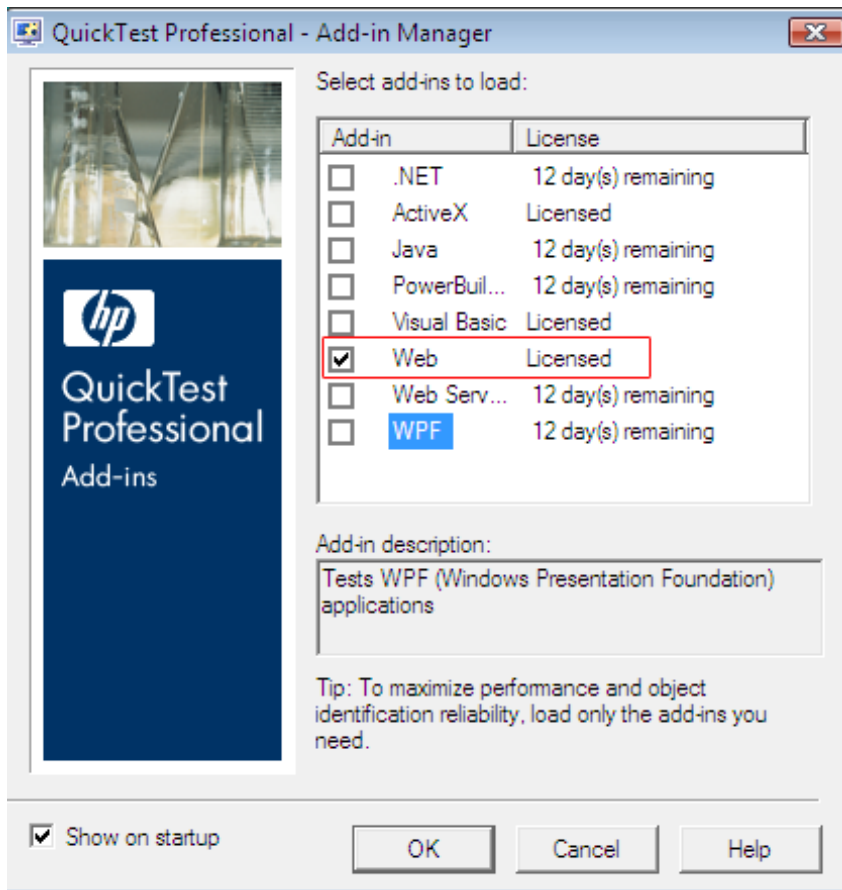 QuickTest Professional - Add-in Manager
Select add-ins to load:
Add-in License
.NET 12 day(s) remaining
ActiveX Licensed
Java 12 day(s) remaining
PowerBuil... 12 day(s) remaining
Visual Basic Licensed
Web Licensed
Web Serv... 12 day(s) remaining
WPF 12 day(s) remaining
hp
QuickTest
Professional
Add-ins
Add-in description:
Tests WPF (Windows Presentation Foundation)
applications
Tip: To maximize performance and object
identification reliability, load only the add-ins you
need.
Show on startup
OK Cancel Help